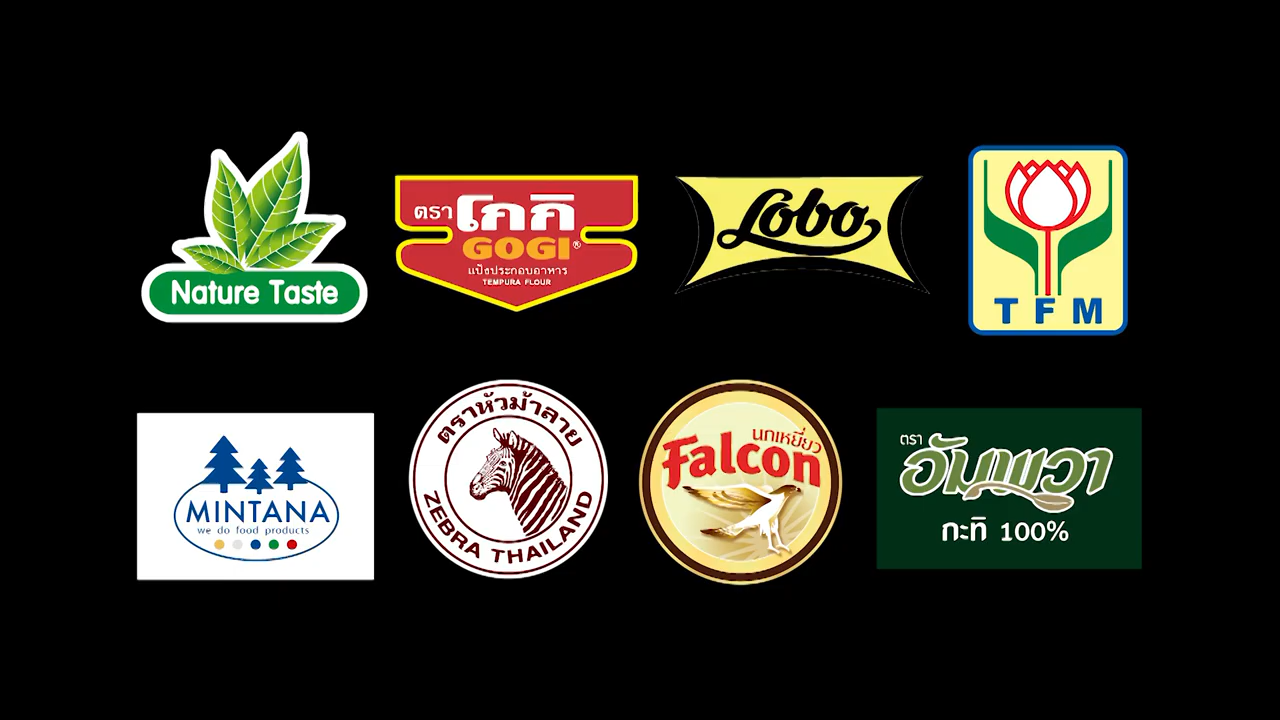 Nature Taste
ตรา โกกิ
GOGI®
แป้งประกอบอาหาร
TEMPURA FLOUR
Lobo
TFM
MINTANA
we do food products
ตราหัวม้าลาย
ZEBRA THAILAND
นกเหยี่ยว
Falcon
ตรา
อัมพวา
กะทิ 100%